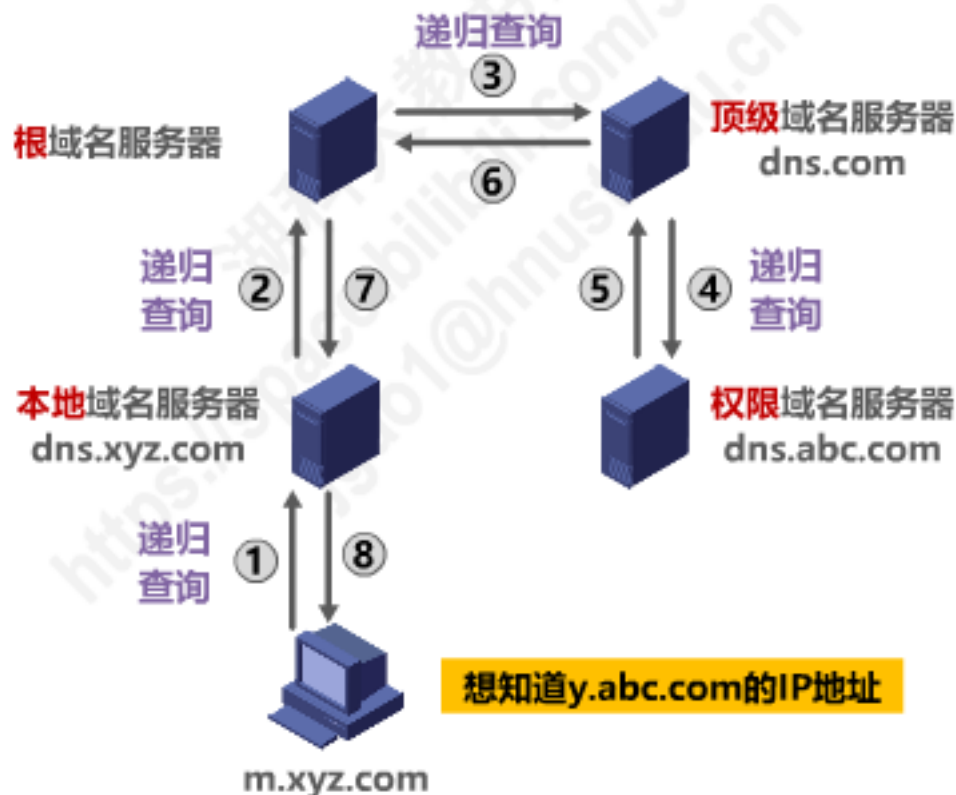 递归查询
③
根域名服务器
顶级域名服务器
dns.com
⑥
递归
查询
②
⑦
⑤
④
递归
查询
本地域名服务器
dns.xyz.com
权限域名服务器
dns.abc.com
递归
查询
①
⑧
想知道y.abc.com的IP地址
m.xyz.com